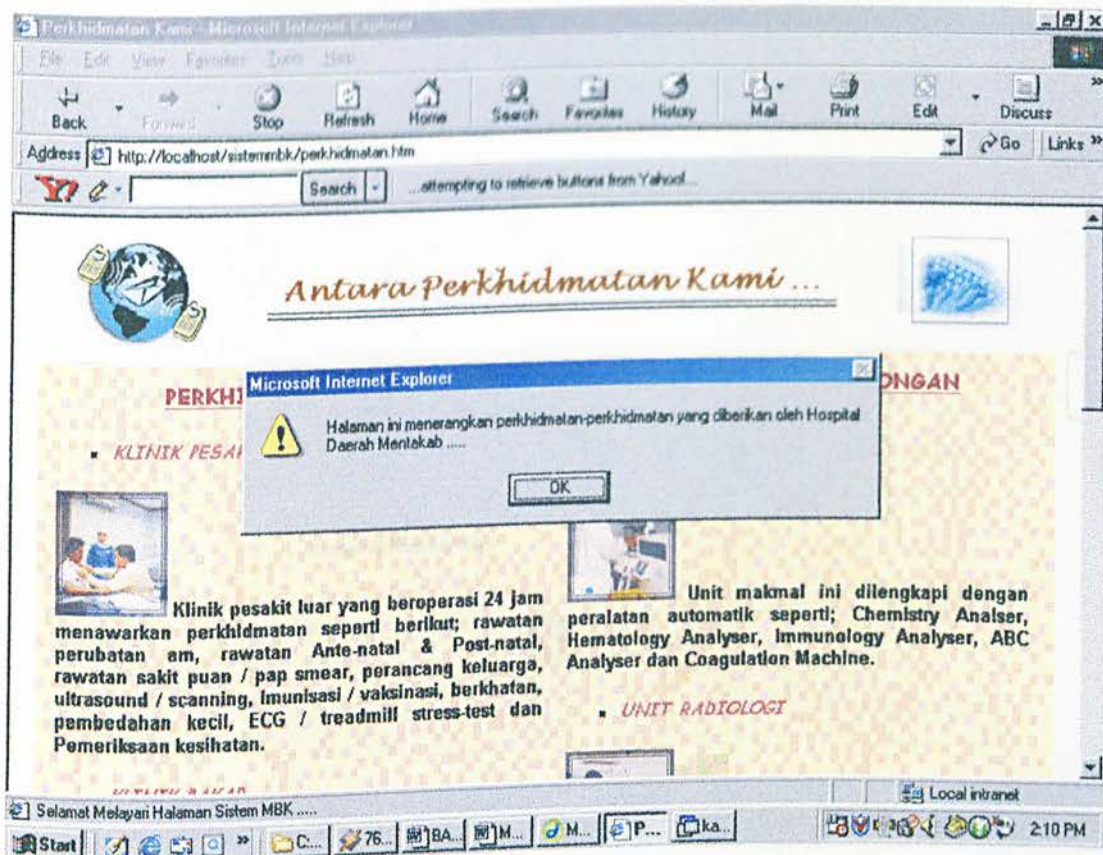 Perkhidmatan Kami - Microsoft Internet Explorer
File Edit View Favorites Tools Help
Back Forward Stop Refresh Home Search Favorites History Mail Print Edit Discuss
Address http://localhost/sistemmbk/perkhidmatan.htm Go Links
Search ...attempting to retrieve buttons from Yahoo!...
Antara Perkhidmatan Kami ...
Microsoft Internet Explorer
Halaman ini menerangkan perkhidmatan-perkhidmatan yang diberikan oleh Hospital
Daerah Mentakab .....
OK
PERKHI
KLINIK PESAK
Klinik pesakit luar yang beroperasi 24 jam
menawarkan perkhidmatan seperti berikut; rawatan
perubatan am, rawatan Ante-natal & Post-natal,
rawatan sakit puan / pap smear, perancang keluarga,
ultrasound / scanning, imunisasi / vaksinasi, berkhatan,
pembedahan kecil, ECG / treadmill stress-test dan
Pemeriksaan kesihatan.
ONGAN
Unit makmal ini dilengkapi dengan
peralatan automatik seperti; Chemistry Analser,
Hematology Analyser, Immunology Analyser, ABC
Analyser dan Coagulation Machine.
UNIT RADIOLOGI
Selamat Melayari Halaman Sistem MBK .....
Local intranet
Start C... 76... BA... M... M... P... ka... 2:10 PM